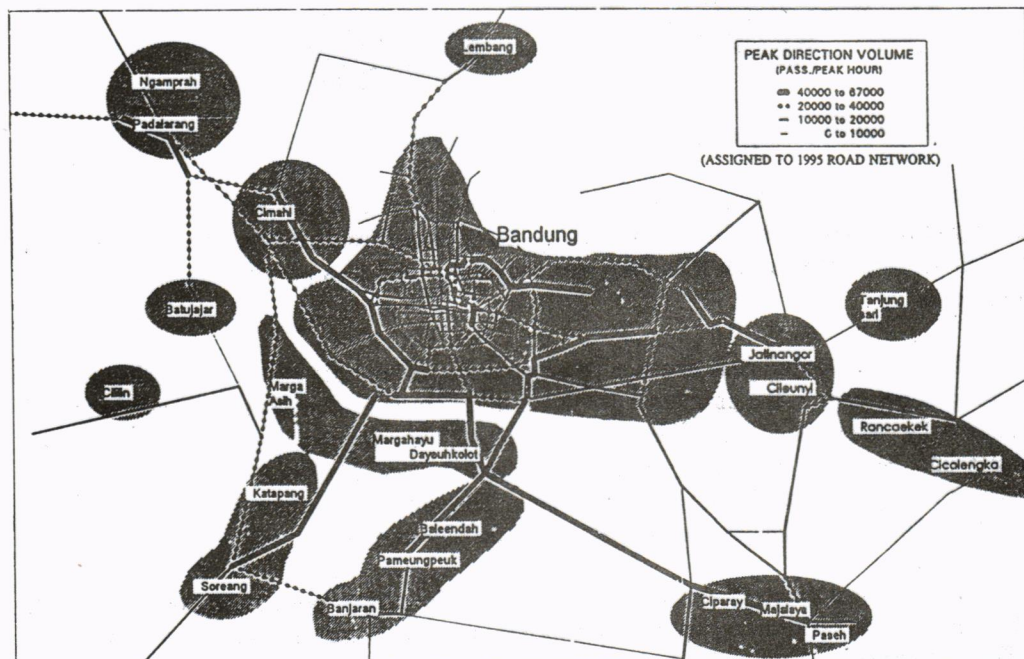 Lembang
PEAK DIRECTION VOLUME
(PASS./PEAK HOUR)
40000 to 67000
20000 to 40000
10000 to 20000
0 to 10000
(ASSIGNED TO 1995 ROAD NETWORK)
Ngamprah
Padalarang
Cimahi
Bandung
Batujajar
Tanjung
sari
Jatinangor
Cileunyi
Cililin
Marga
Asih
Rancaekek
Cicalengka
Margahayu
Dayeuhkolot
Katapang
Baleendah
Pameungpeuk
Soreang
Banjaran
Ciparay
Majalaya
Paseh